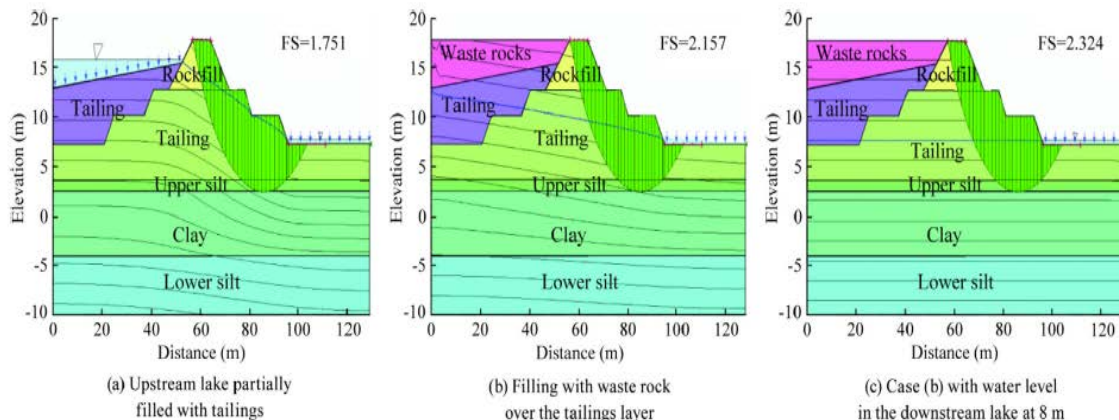 20
15
10
5
0
-5
-10
Elevation (m)
FS=1.751
Rockfill
Tailing
Tailing
Upper silt
Clay
Lower silt
0 20 40 60 80 100 120
Distance (m)
(a) Upstream lake partially
filled with tailings
20
15
10
5
0
-5
-10
Elevation (m)
FS=2.157
Waste rocks
Rockfill
Tailing
Tailing
Upper silt
Clay
Lower silt
0 20 40 60 80 100 120
Distance (m)
(b) Filling with waste rock
over the tailings layer
20
15
10
5
0
-5
-10
Elevation (m)
FS=2.324
Waste rocks
Rockfill
Tailing
Tailing
Upper silt
Clay
Lower silt
0 20 40 60 80 100 120
Distance (m)
(c) Case (b) with water level
in the downstream lake at 8 m